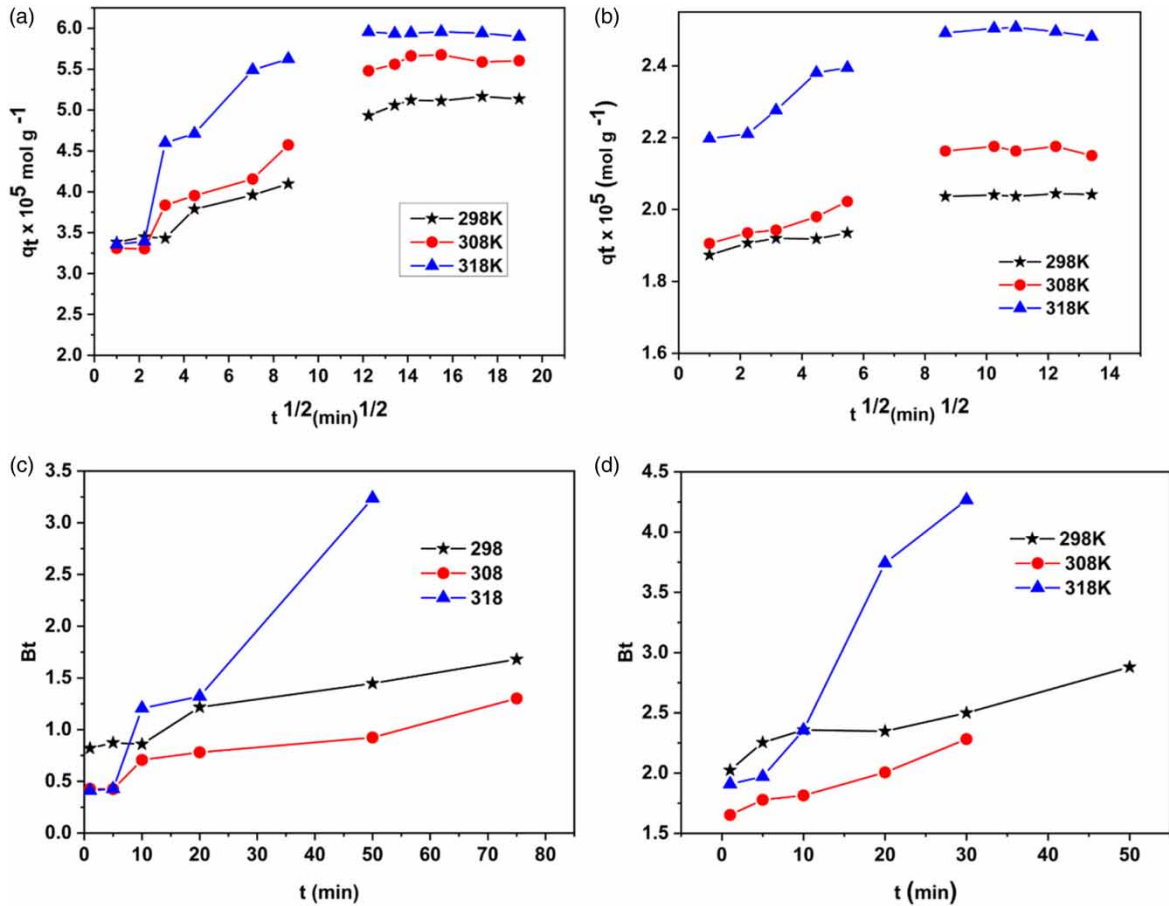 (a)
6.0
5.5
5.0
4.5
4.0
3.5
3.0
2.5
2.0
qt x 10⁵ mol g ⁻¹
298K
308K
318K
0 2 4 6 8 10 12 14 16 18 20
t ¹/²(min)¹/²
(b)
2.4
2.2
2.0
1.8
1.6
qt x 10⁵ (mol g⁻¹)
298K
308K
318K
0 2 4 6 8 10 12 14
t ¹/²(min) ¹/²
(c)
3.5
3.0
2.5
2.0
1.5
1.0
0.5
0.0
Bt
298
308
318
0 10 20 30 40 50 60 70 80
t (min)
(d)
4.5
4.0
3.5
3.0
2.5
2.0
1.5
Bt
298K
308K
318K
0 10 20 30 40 50
t (min)